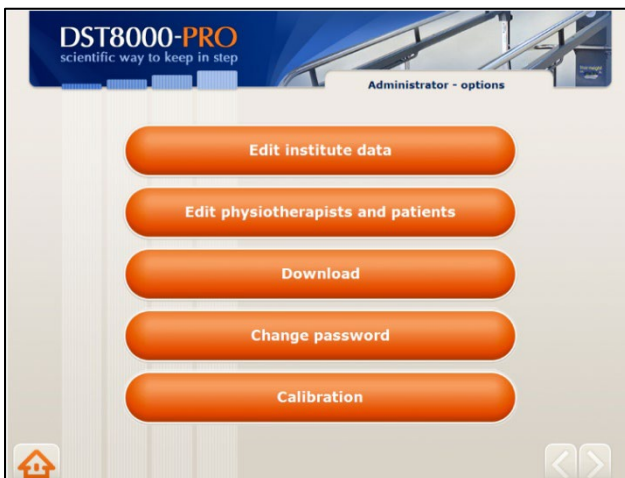 DST8000-PRO
scientific way to keep in step
Administrator - options
Edit institute data
Edit physiotherapists and patients
Download
Change password
Calibration